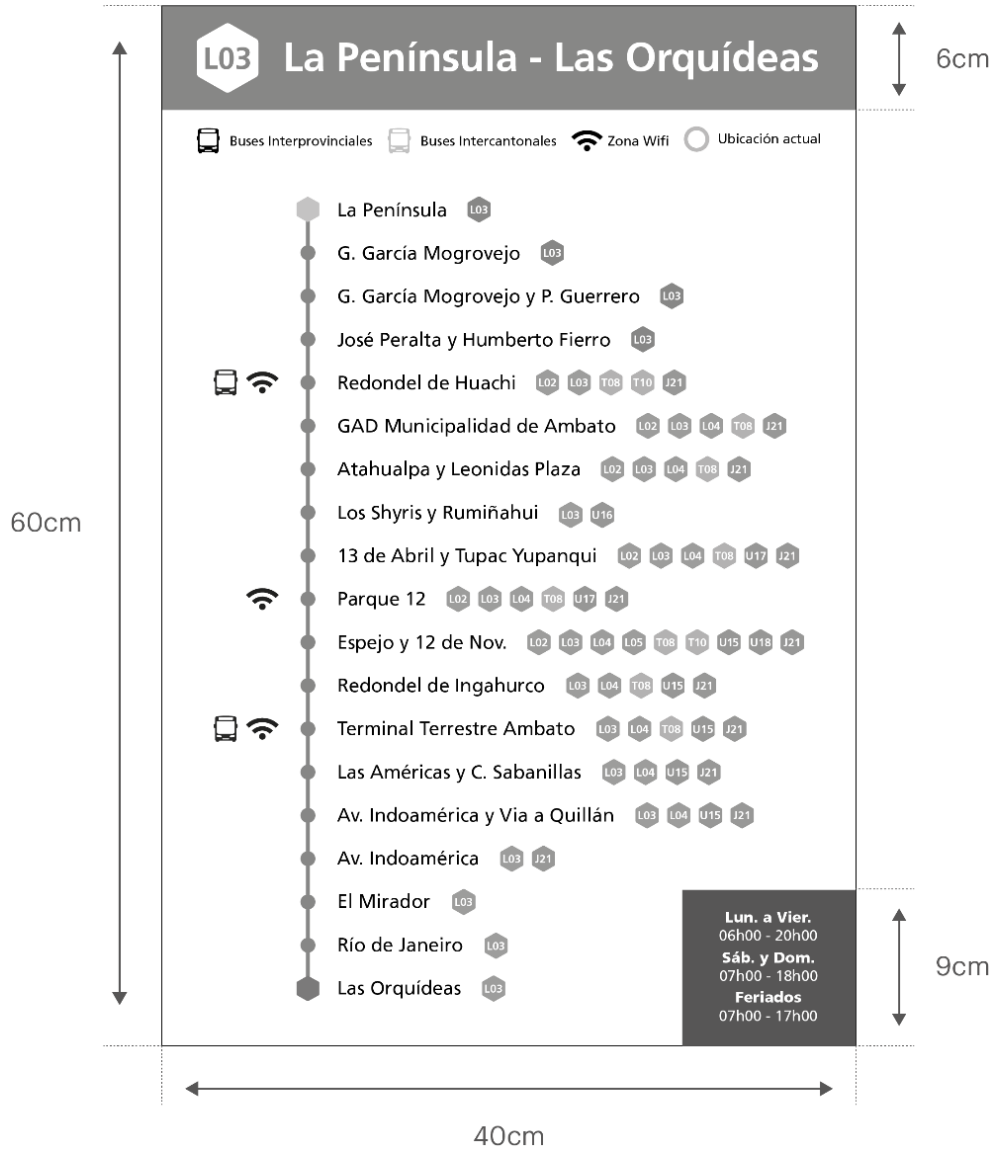 L03 La Península - Las Orquídeas
6cm
Buses Interprovinciales Buses Intercantonales Zona Wifi Ubicación actual
La Península L03
G. García Mogrovejo L03
G. García Mogrovejo y P. Guerrero L03
José Peralta y Humberto Fierro L03
Redondel de Huachi L02 L03 T08 T10 J21
GAD Municipalidad de Ambato L02 L03 L04 T08 J21
Atahualpa y Leonidas Plaza L02 L03 L04 T08 J21
Los Shyris y Rumiñahui L03 U16
60cm
13 de Abril y Tupac Yupanqui L02 L03 L04 T08 U17 J21
Parque 12 L02 L03 L04 T08 U17 J21
Espejo y 12 de Nov. L02 L03 L04 L05 T08 T10 U15 U18 J21
Redondel de Ingahurco L03 L04 T08 U15 J21
Terminal Terrestre Ambato L03 L04 T08 U15 J21
Las Américas y C. Sabanillas L03 L04 U15 J21
Av. Indoamérica y Via a Quillán L03 L04 U15 J21
Av. Indoamérica L03 J21
El Mirador L03
Río de Janeiro L03
Las Orquídeas L03
Lun. a Vier.
06h00 - 20h00
Sáb. y Dom.
07h00 - 18h00
Feriados
07h00 - 17h00
9cm
40cm